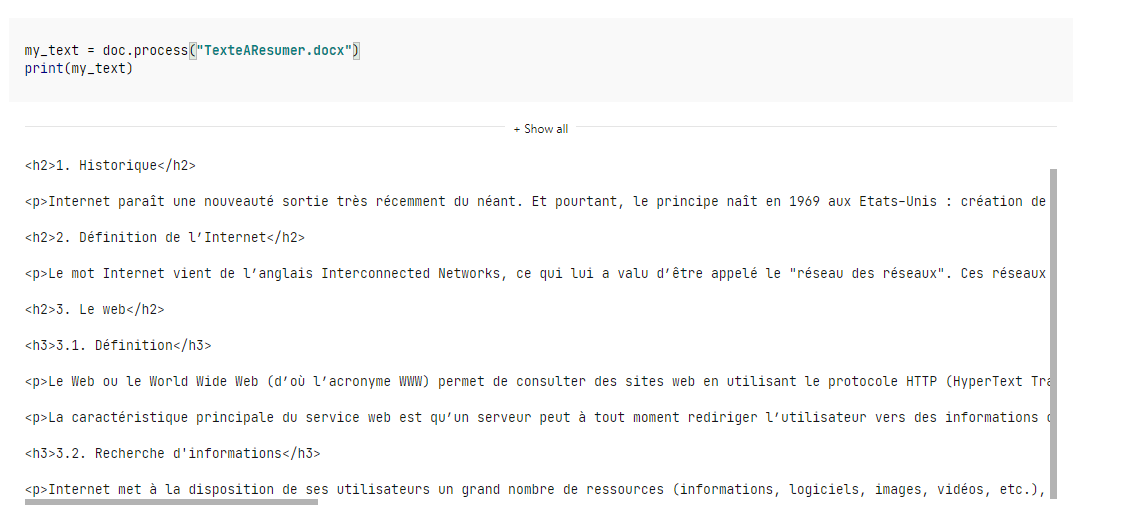 my_text = doc.process("TexteAResumer.docx")
print(my_text)
+ Show all
<h2>1. Historique</h2>
<p>Internet paraît une nouveauté sortie très récemment du néant. Et pourtant, le principe naît en 1969 aux Etats-Unis : création de
<h2>2. Définition de l’Internet</h2>
<p>Le mot Internet vient de l’anglais Interconnected Networks, ce qui lui a valu d’être appelé le "réseau des réseaux". Ces réseaux
<h2>3. Le web</h2>
<h3>3.1. Définition</h3>
<p>Le Web ou le World Wide Web (d’où l’acronyme WWW) permet de consulter des sites web en utilisant le protocole HTTP (HyperText
<p>La caractéristique principale du service web est qu’un serveur peut à tout moment rediriger l’utilisateur vers des informations
<h3>3.2. Recherche d'informations</h3>
<p>Internet met à la disposition de ses utilisateurs un grand nombre de ressources (informations, logiciels, images, vidéos, etc.),